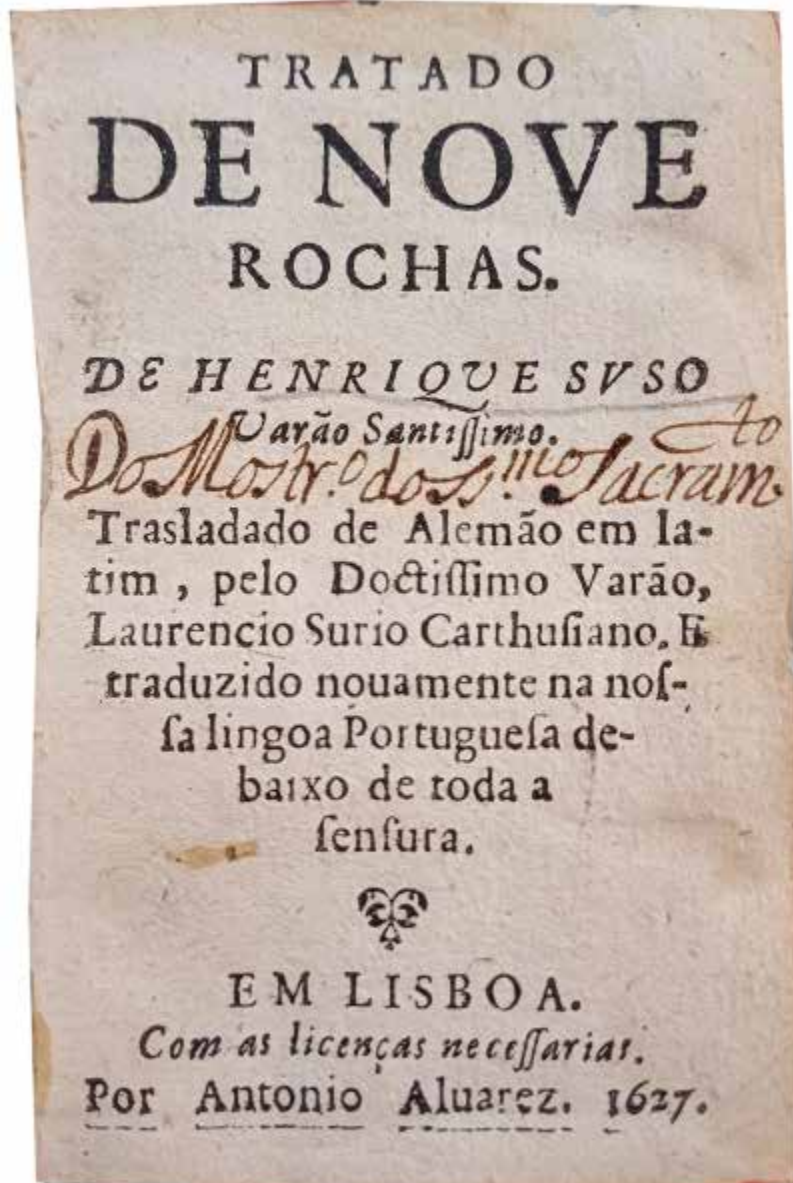 TRATADO
DE NOVE
ROCHAS.
DE HENRIQVE SVSO
Varão Santiſſimo.
Do Mostr.º do SS.mo Sacram.to
Trasladado de Alemão em la-
tim , pelo Doctiſſimo Varão,
Laurencio Surio Carthuſiano. E
traduzido nouamente na noſ-
ſa lingoa Portugueſa de-
baixo de toda a
ſenſura.
EM LISBOA.
Com as licenças neceſſarias.
Por Antonio Aluarez. 1627.